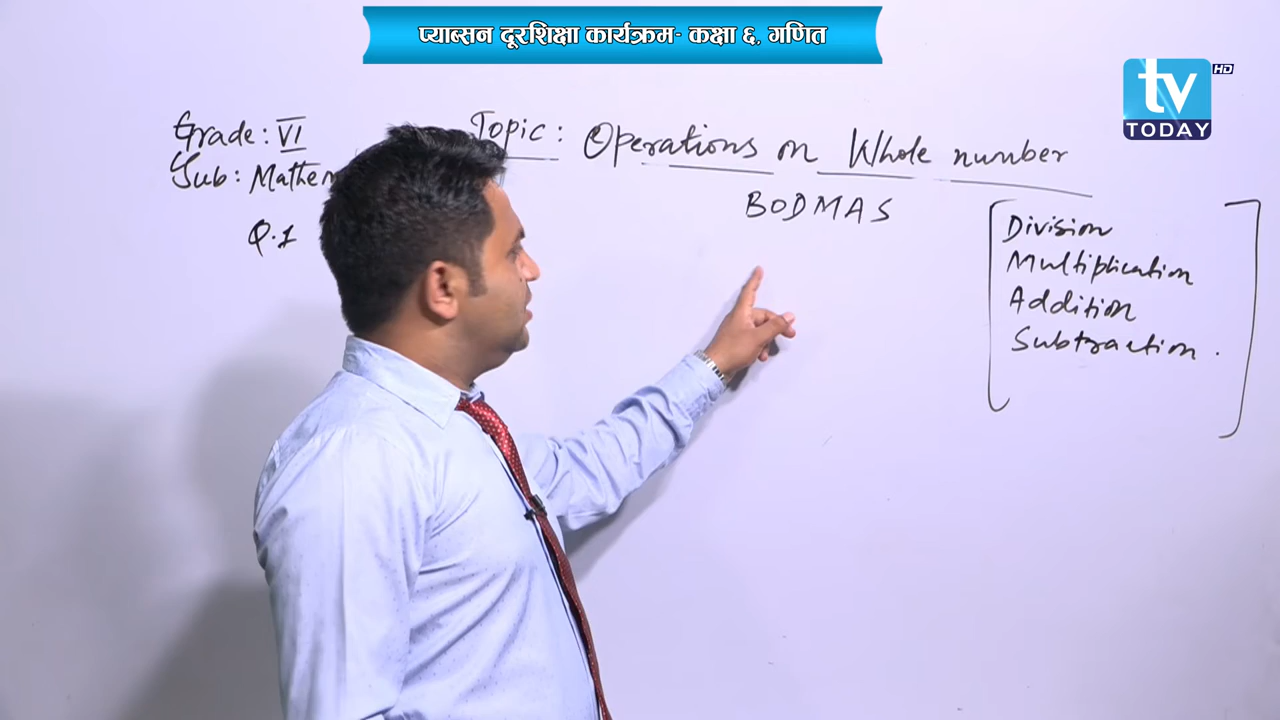 प्याब्सन दूरशिक्षा कार्यक्रम- कक्षा ६, गणित
tv HD
TODAY
Grade: VI
Sub: Mathem
Topic: Operations on Whole number
BODMAS
Q.1
Division
Multiplication
Addition
Subtraction.